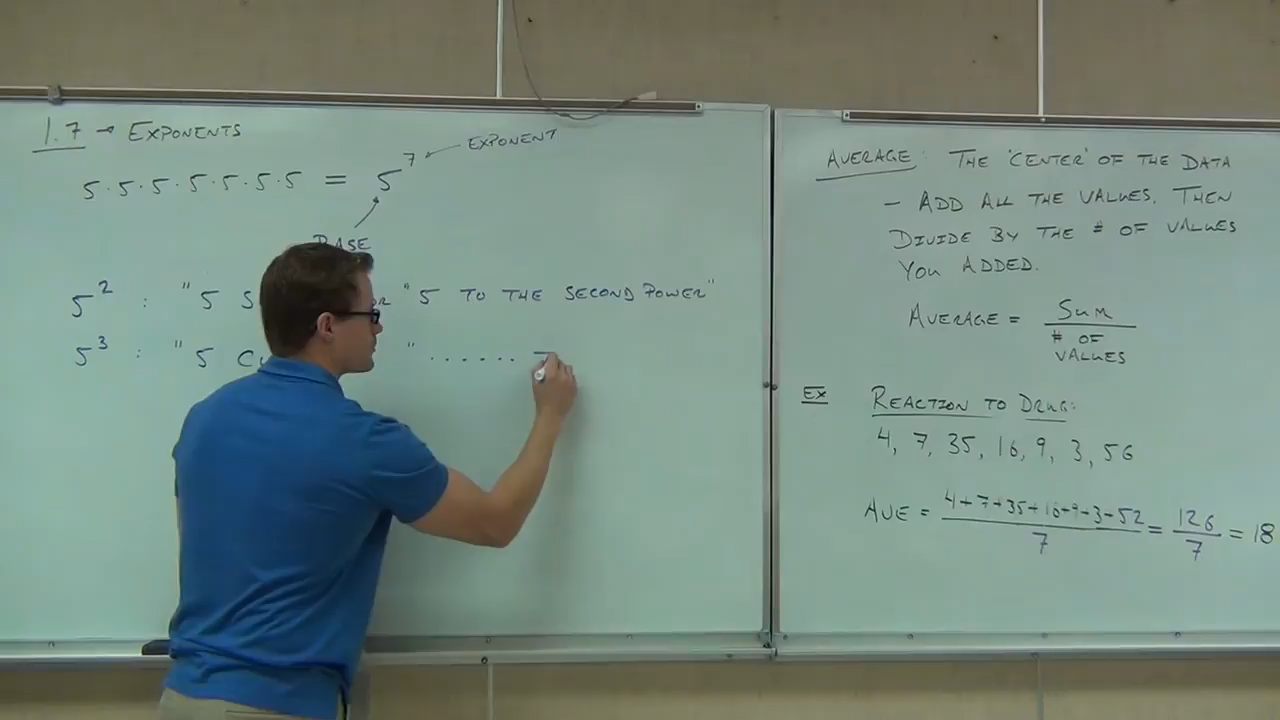 1.7 → EXPONENTS
5·5·5·5·5·5·5 = 5⁷ ← EXPONENT
BASE
5² : "5 OR "5 TO THE SECOND POWER"
5³ : "5 " ......
AVERAGE: THE 'CENTER' OF THE DATA
- ADD ALL THE VALUES. THEN
DIVIDE BY THE # OF VALUES
YOU ADDED.
AVERAGE = SUM
# OF
VALUES
EX REACTION TO DRUG:
4, 7, 35, 16, 9, 3, 56
AVE = 4+7+35+16+9+3+52 / 7 = 126 / 7 = 18